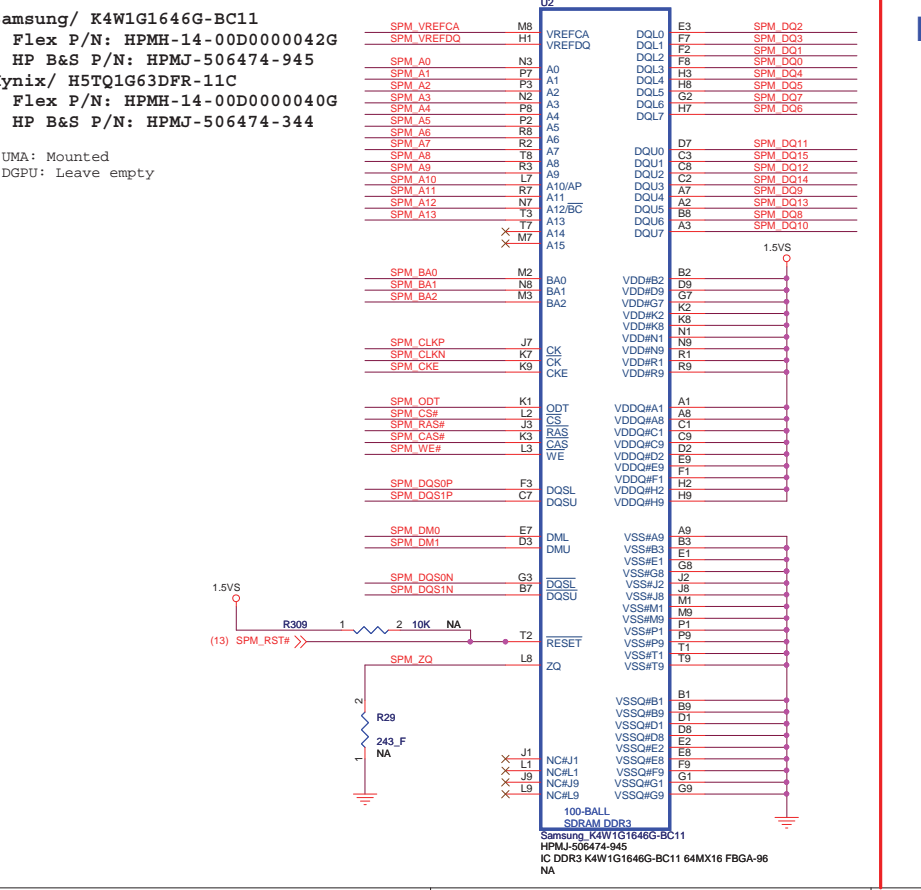 Samsung/ K4W1G1646G-BC11
Flex P/N: HPMH-14-00D0000042G
HP B&S P/N: HPMJ-506474-945
Hynix/ H5TQ1G63DFR-11C
Flex P/N: HPMH-14-00D0000040G
HP B&S P/N: HPMJ-506474-344
UMA: Mounted
DGPU: Leave empty
U2
SPM_VREFCA M8 VREFCA
SPM_VREFDQ H1 VREFDQ
SPM_A0 N3 A0
SPM_A1 P7 A1
SPM_A2 P3 A2
SPM_A3 N2 A3
SPM_A4 P8 A4
SPM_A5 P2 A5
SPM_A6 R8 A6
SPM_A7 R2 A7
SPM_A8 T8 A8
SPM_A9 R3 A9
SPM_A10 L7 A10/AP
SPM_A11 R7 A11
SPM_A12 N7 A12/BC
SPM_A13 T3 A13
T7 A14
M7 A15
SPM_BA0 M2 BA0
SPM_BA1 N8 BA1
SPM_BA2 M3 BA2
SPM_CLKP J7 CK
SPM_CLKN K7 CK
SPM_CKE K9 CKE
SPM_ODT K1 ODT
SPM_CS# L2 CS
SPM_RAS# J3 RAS
SPM_CAS# K3 CAS
SPM_WE# L3 WE
SPM_DQS0P F3 DQSL
SPM_DQS1P C7 DQSU
SPM_DM0 E7 DML
SPM_DM1 D3 DMU
SPM_DQS0N G3 DQSL
SPM_DQS1N B7 DQSU
1.5VS
R309 1 2 10K NA
(13) SPM_RST# T2 RESET
SPM_ZQ L8 ZQ
2
R29
243_F
NA
1
J1 NC#J1
L1 NC#L1
J9 NC#J9
L9 NC#L9
DQL0 E3 SPM_DQ2
DQL1 F7 SPM_DQ3
DQL2 F2 SPM_DQ1
DQL3 F8 SPM_DQ0
DQL4 H3 SPM_DQ4
DQL5 H8 SPM_DQ5
DQL6 G2 SPM_DQ7
DQL7 H7 SPM_DQ6
DQU0 D7 SPM_DQ11
DQU1 C3 SPM_DQ15
DQU2 C8 SPM_DQ12
DQU3 C2 SPM_DQ14
DQU4 A7 SPM_DQ9
DQU5 A2 SPM_DQ13
DQU6 B8 SPM_DQ8
DQU7 A3 SPM_DQ10
1.5VS
VDD#B2 B2
VDD#D9 D9
VDD#G7 G7
VDD#K2 K2
VDD#K8 K8
VDD#N1 N1
VDD#N9 N9
VDD#R1 R1
VDD#R9 R9
VDDQ#A1 A1
VDDQ#A8 A8
VDDQ#C1 C1
VDDQ#C9 C9
VDDQ#D2 D2
VDDQ#E9 E9
VDDQ#F1 F1
VDDQ#H2 H2
VDDQ#H9 H9
VSS#A9 A9
VSS#B3 B3
VSS#E1 E1
VSS#G8 G8
VSS#J2 J2
VSS#J8 J8
VSS#M1 M1
VSS#M9 M9
VSS#P1 P1
VSS#P9 P9
VSS#T1 T1
VSS#T9 T9
VSSQ#B1 B1
VSSQ#B9 B9
VSSQ#D1 D1
VSSQ#D8 D8
VSSQ#E2 E2
VSSQ#E8 E8
VSSQ#F9 F9
VSSQ#G1 G1
VSSQ#G9 G9
100-BALL
SDRAM DDR3
Samsung_K4W1G1646G-BC11
HPMJ-506474-945
IC DDR3 K4W1G1646G-BC11 64MX16 FBGA-96
NA